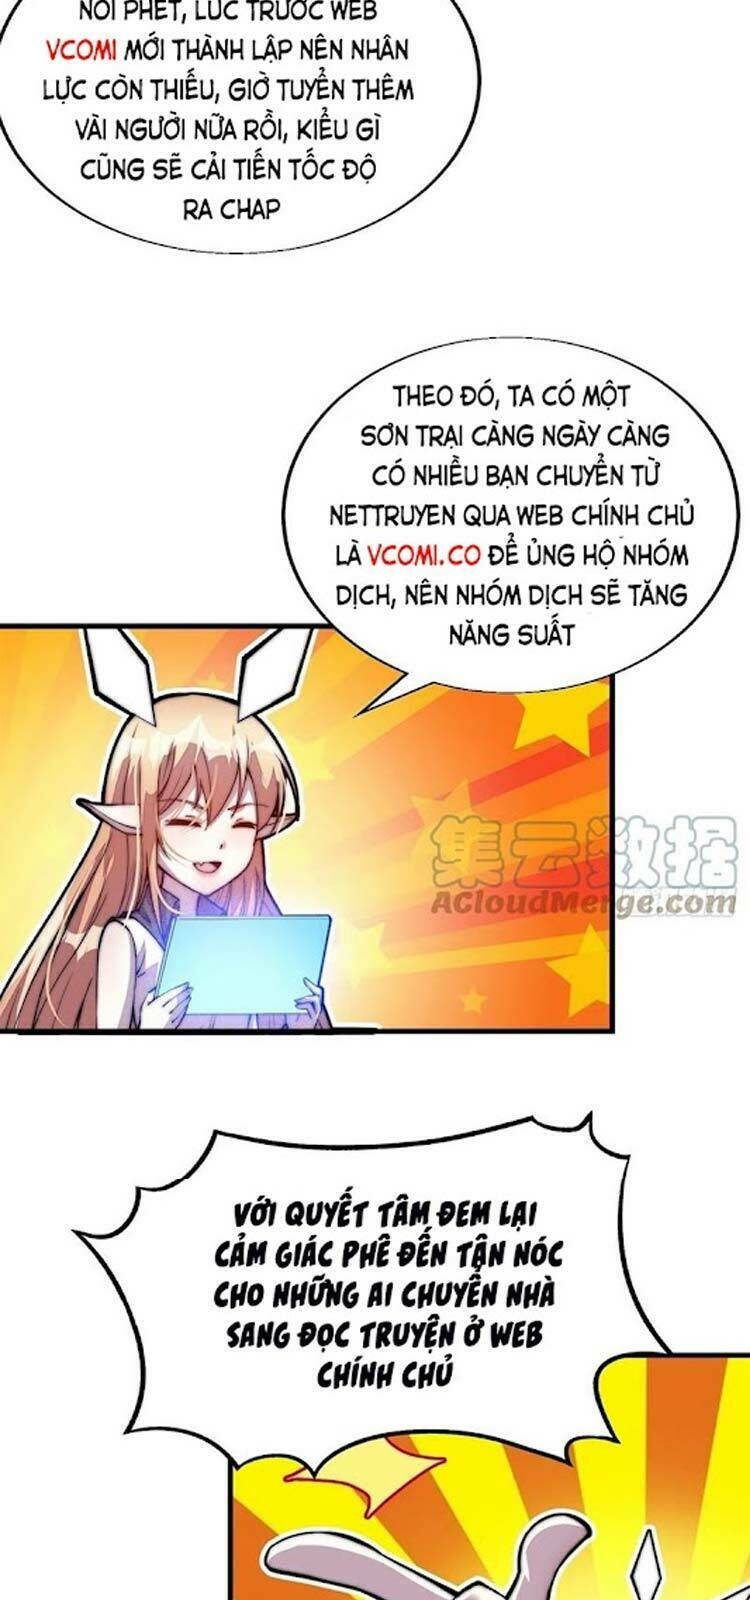 NÓI PHÉT, LÚC TRƯỚC WEB
VCOMI MỚI THÀNH LẬP NÊN NHÂN
LỰC CÒN THIẾU, GIỜ TUYỂN THÊM
VÀI NGƯỜI NỮA RỒI, KIỂU GÌ
CŨNG SẼ CẢI TIẾN TỐC ĐỘ
RA CHAP
THEO ĐÓ, TA CÓ MỘT
SƠN TRẠI CÀNG NGÀY CÀNG
CÓ NHIỀU BẠN CHUYỂN TỪ
NETTRUYEN QUA WEB CHÍNH CHỦ
LÀ VCOMI.CO ĐỂ ỦNG HỘ NHÓM
DỊCH, NÊN NHÓM DỊCH SẼ TĂNG
NĂNG SUẤT
集云数据
ACloudMerge.com
VỚI QUYẾT TÂM ĐEM LẠI
CẢM GIÁC PHÊ ĐẾN TẬN NÓC
CHO NHỮNG AI CHUYỂN NHÀ
SANG ĐỌC TRUYỆN Ở WEB
CHÍNH CHỦ